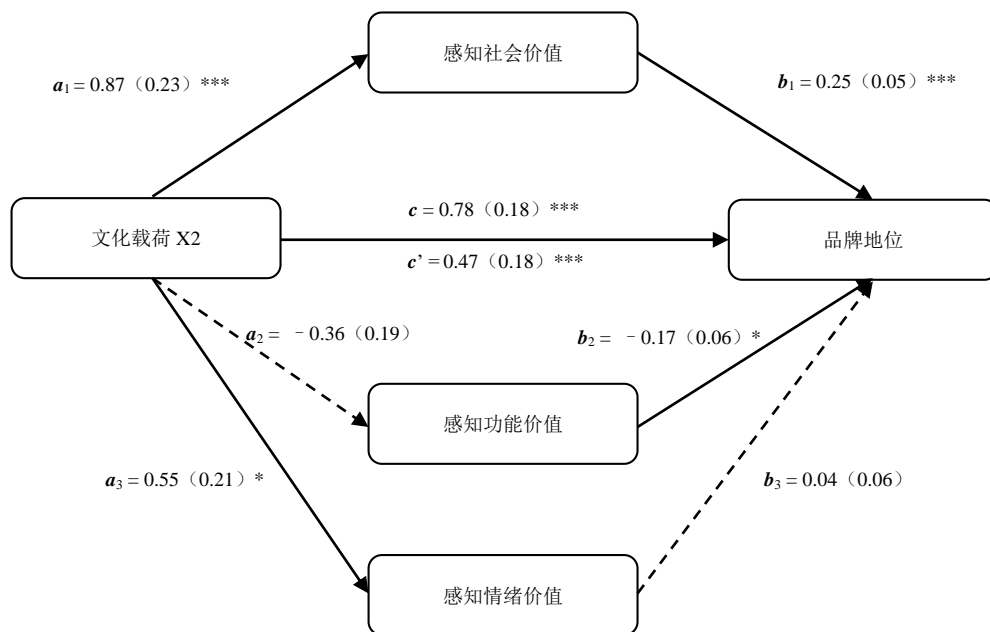 感知社会价值
a1 = 0.87（0.23）***
b1 = 0.25（0.05）***
文化载荷 X2
c = 0.78（0.18）***
c’ = 0.47（0.18）***
品牌地位
a2 = －0.36（0.19）
b2 = －0.17（0.06）*
感知功能价值
a3 = 0.55（0.21）*
b3 = 0.04（0.06）
感知情绪价值